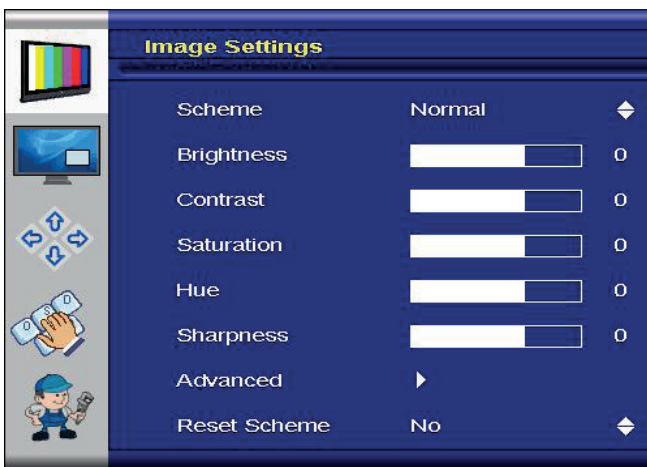 Image Settings
Scheme Normal
Brightness 0
Contrast 0
Saturation 0
Hue 0
Sharpness 0
Advanced
Reset Scheme No
O S D